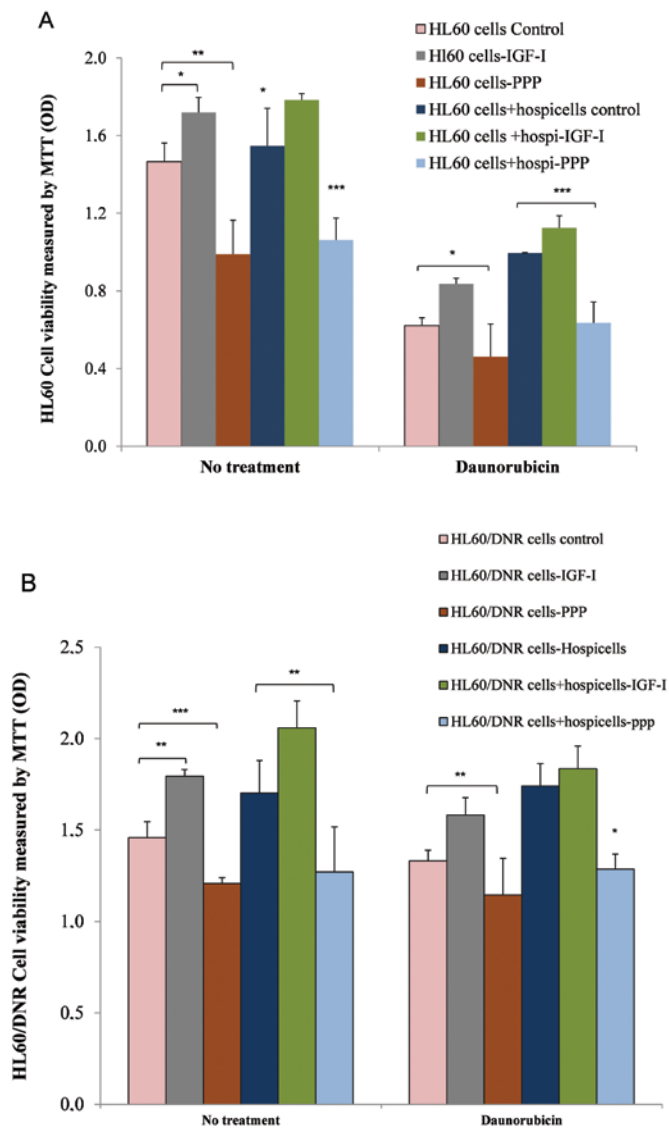 A
HL60 cells Control
Hl60 cells-IGF-I
HL60 cells-PPP
HL60 cells+hospicells control
HL60 cells +hospi-IGF-I
HL60 cells+hospi-PPP
HL60 Cell viability measured by MTT (OD)
2.0
1.6
1.2
0.8
0.4
0.0
**
*
*
***
***
*
No treatment
Daunorubicin
B
HL60/DNR cells control
HL60/DNR cells-IGF-I
HL60/DNR cells-PPP
HL60/DNR cells-Hospicells
HL60/DNR cells+hospicells-IGF-I
HL60/DNR cells+hospicells-ppp
HL60/DNR Cell viability measured by MTT (OD)
2.5
2.0
1.5
1.0
0.5
0.0
**
***
**
**
*
No treatment
Daunorubicin